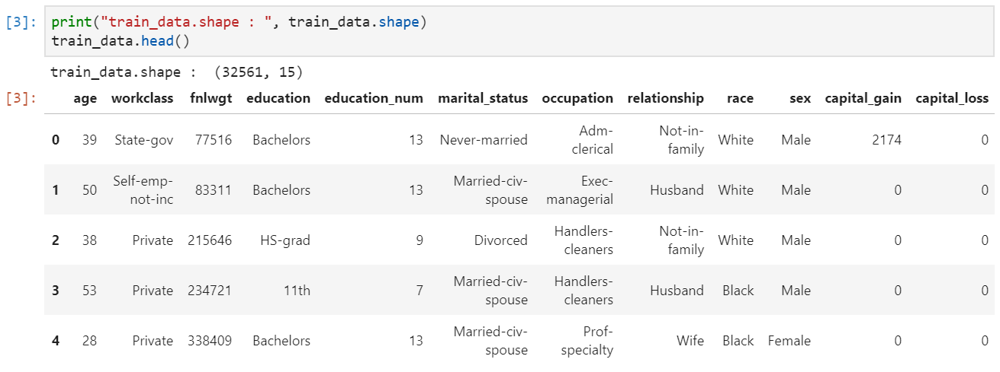 [3]: print("train_data.shape : ", train_data.shape)
train_data.head()
train_data.shape :  (32561, 15)
[3]: age workclass fnlwgt education education_num marital_status occupation relationship race sex capital_gain capital_loss
0 39 State-gov 77516 Bachelors 13 Never-married Adm-clerical Not-in-family White Male 2174 0
1 50 Self-emp-not-inc 83311 Bachelors 13 Married-civ-spouse Exec-managerial Husband White Male 0 0
2 38 Private 215646 HS-grad 9 Divorced Handlers-cleaners Not-in-family White Male 0 0
3 53 Private 234721 11th 7 Married-civ-spouse Handlers-cleaners Husband Black Male 0 0
4 28 Private 338409 Bachelors 13 Married-civ-spouse Prof-specialty Wife Black Female 0 0